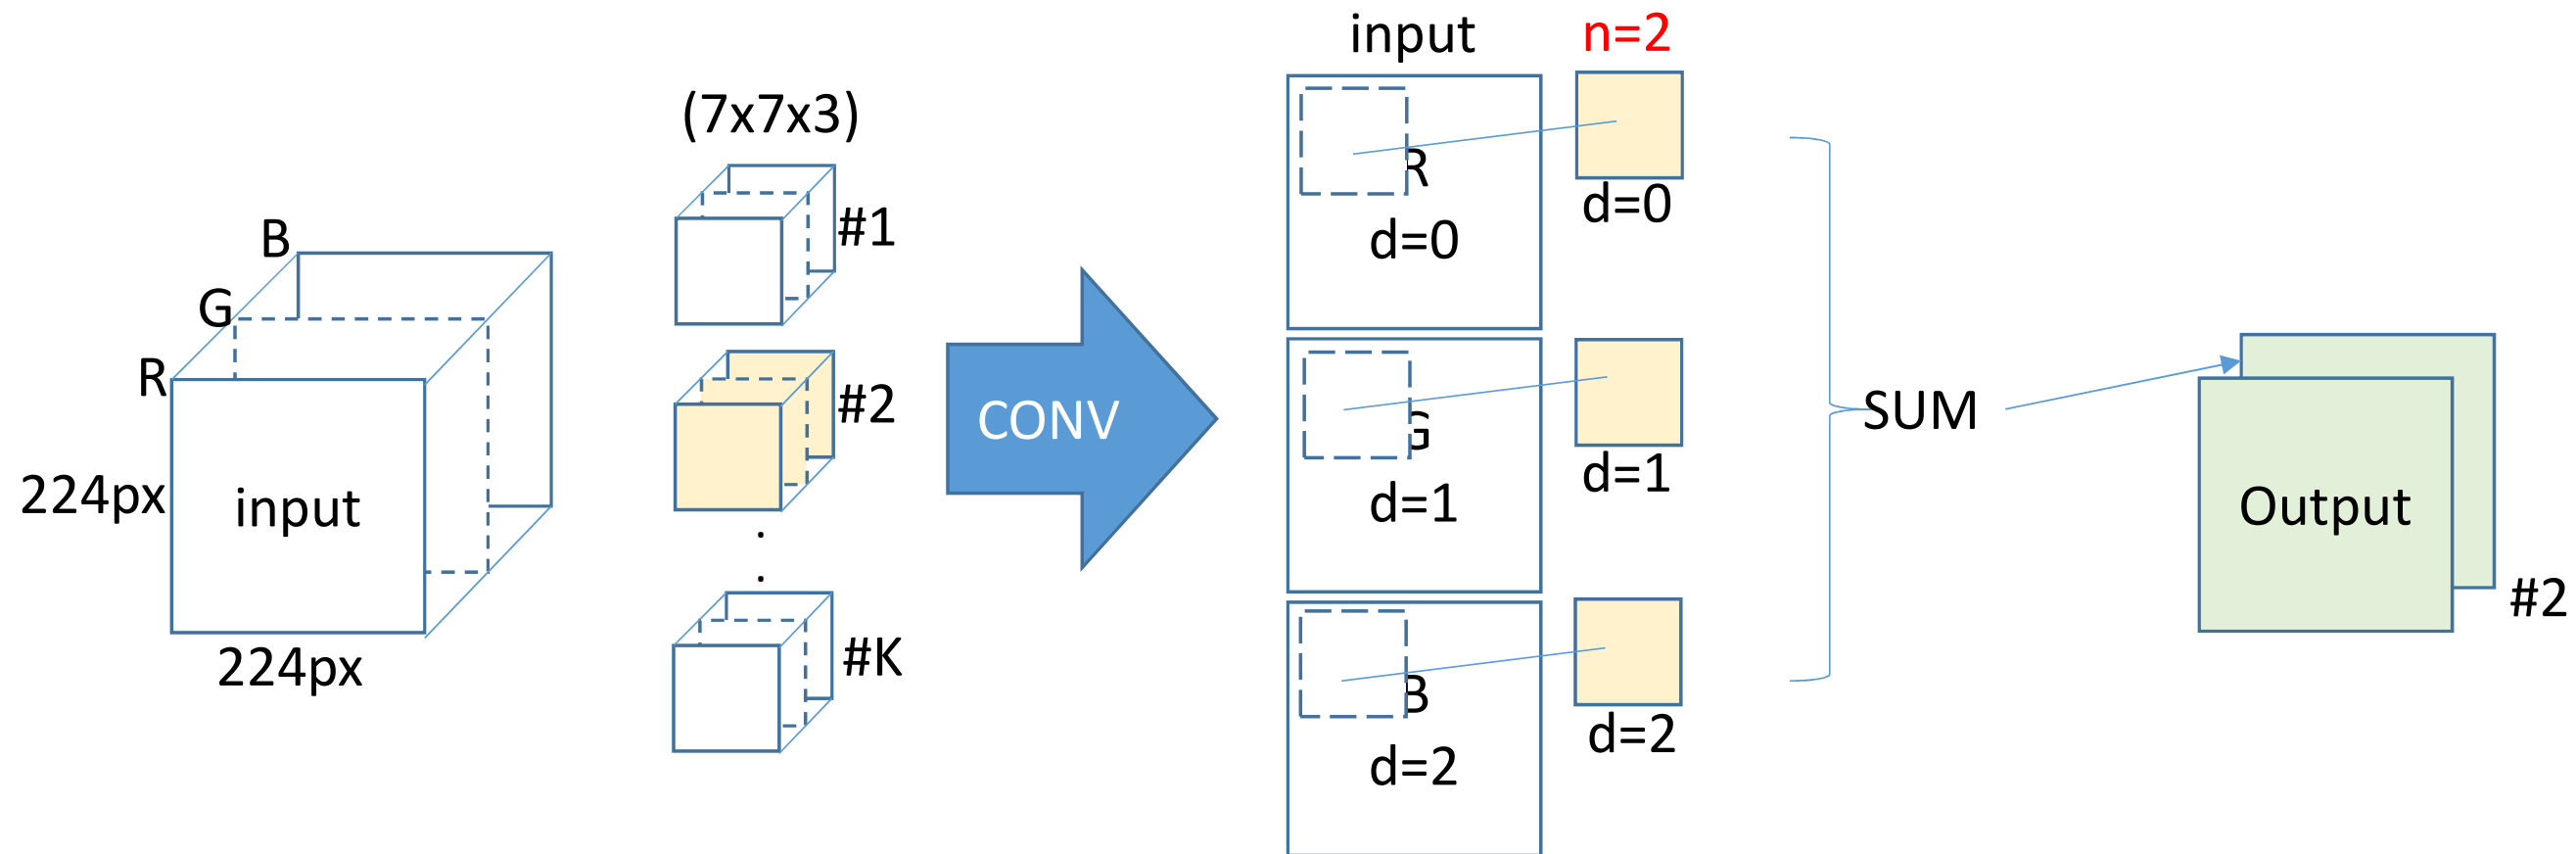 B
G
R
224px
input
224px
(7x7x3)
#1
#2
.
.
#K
CONV
input
n=2
R
d=0
d=0
G
d=1
d=1
B
d=2
d=2
SUM
Output
#2